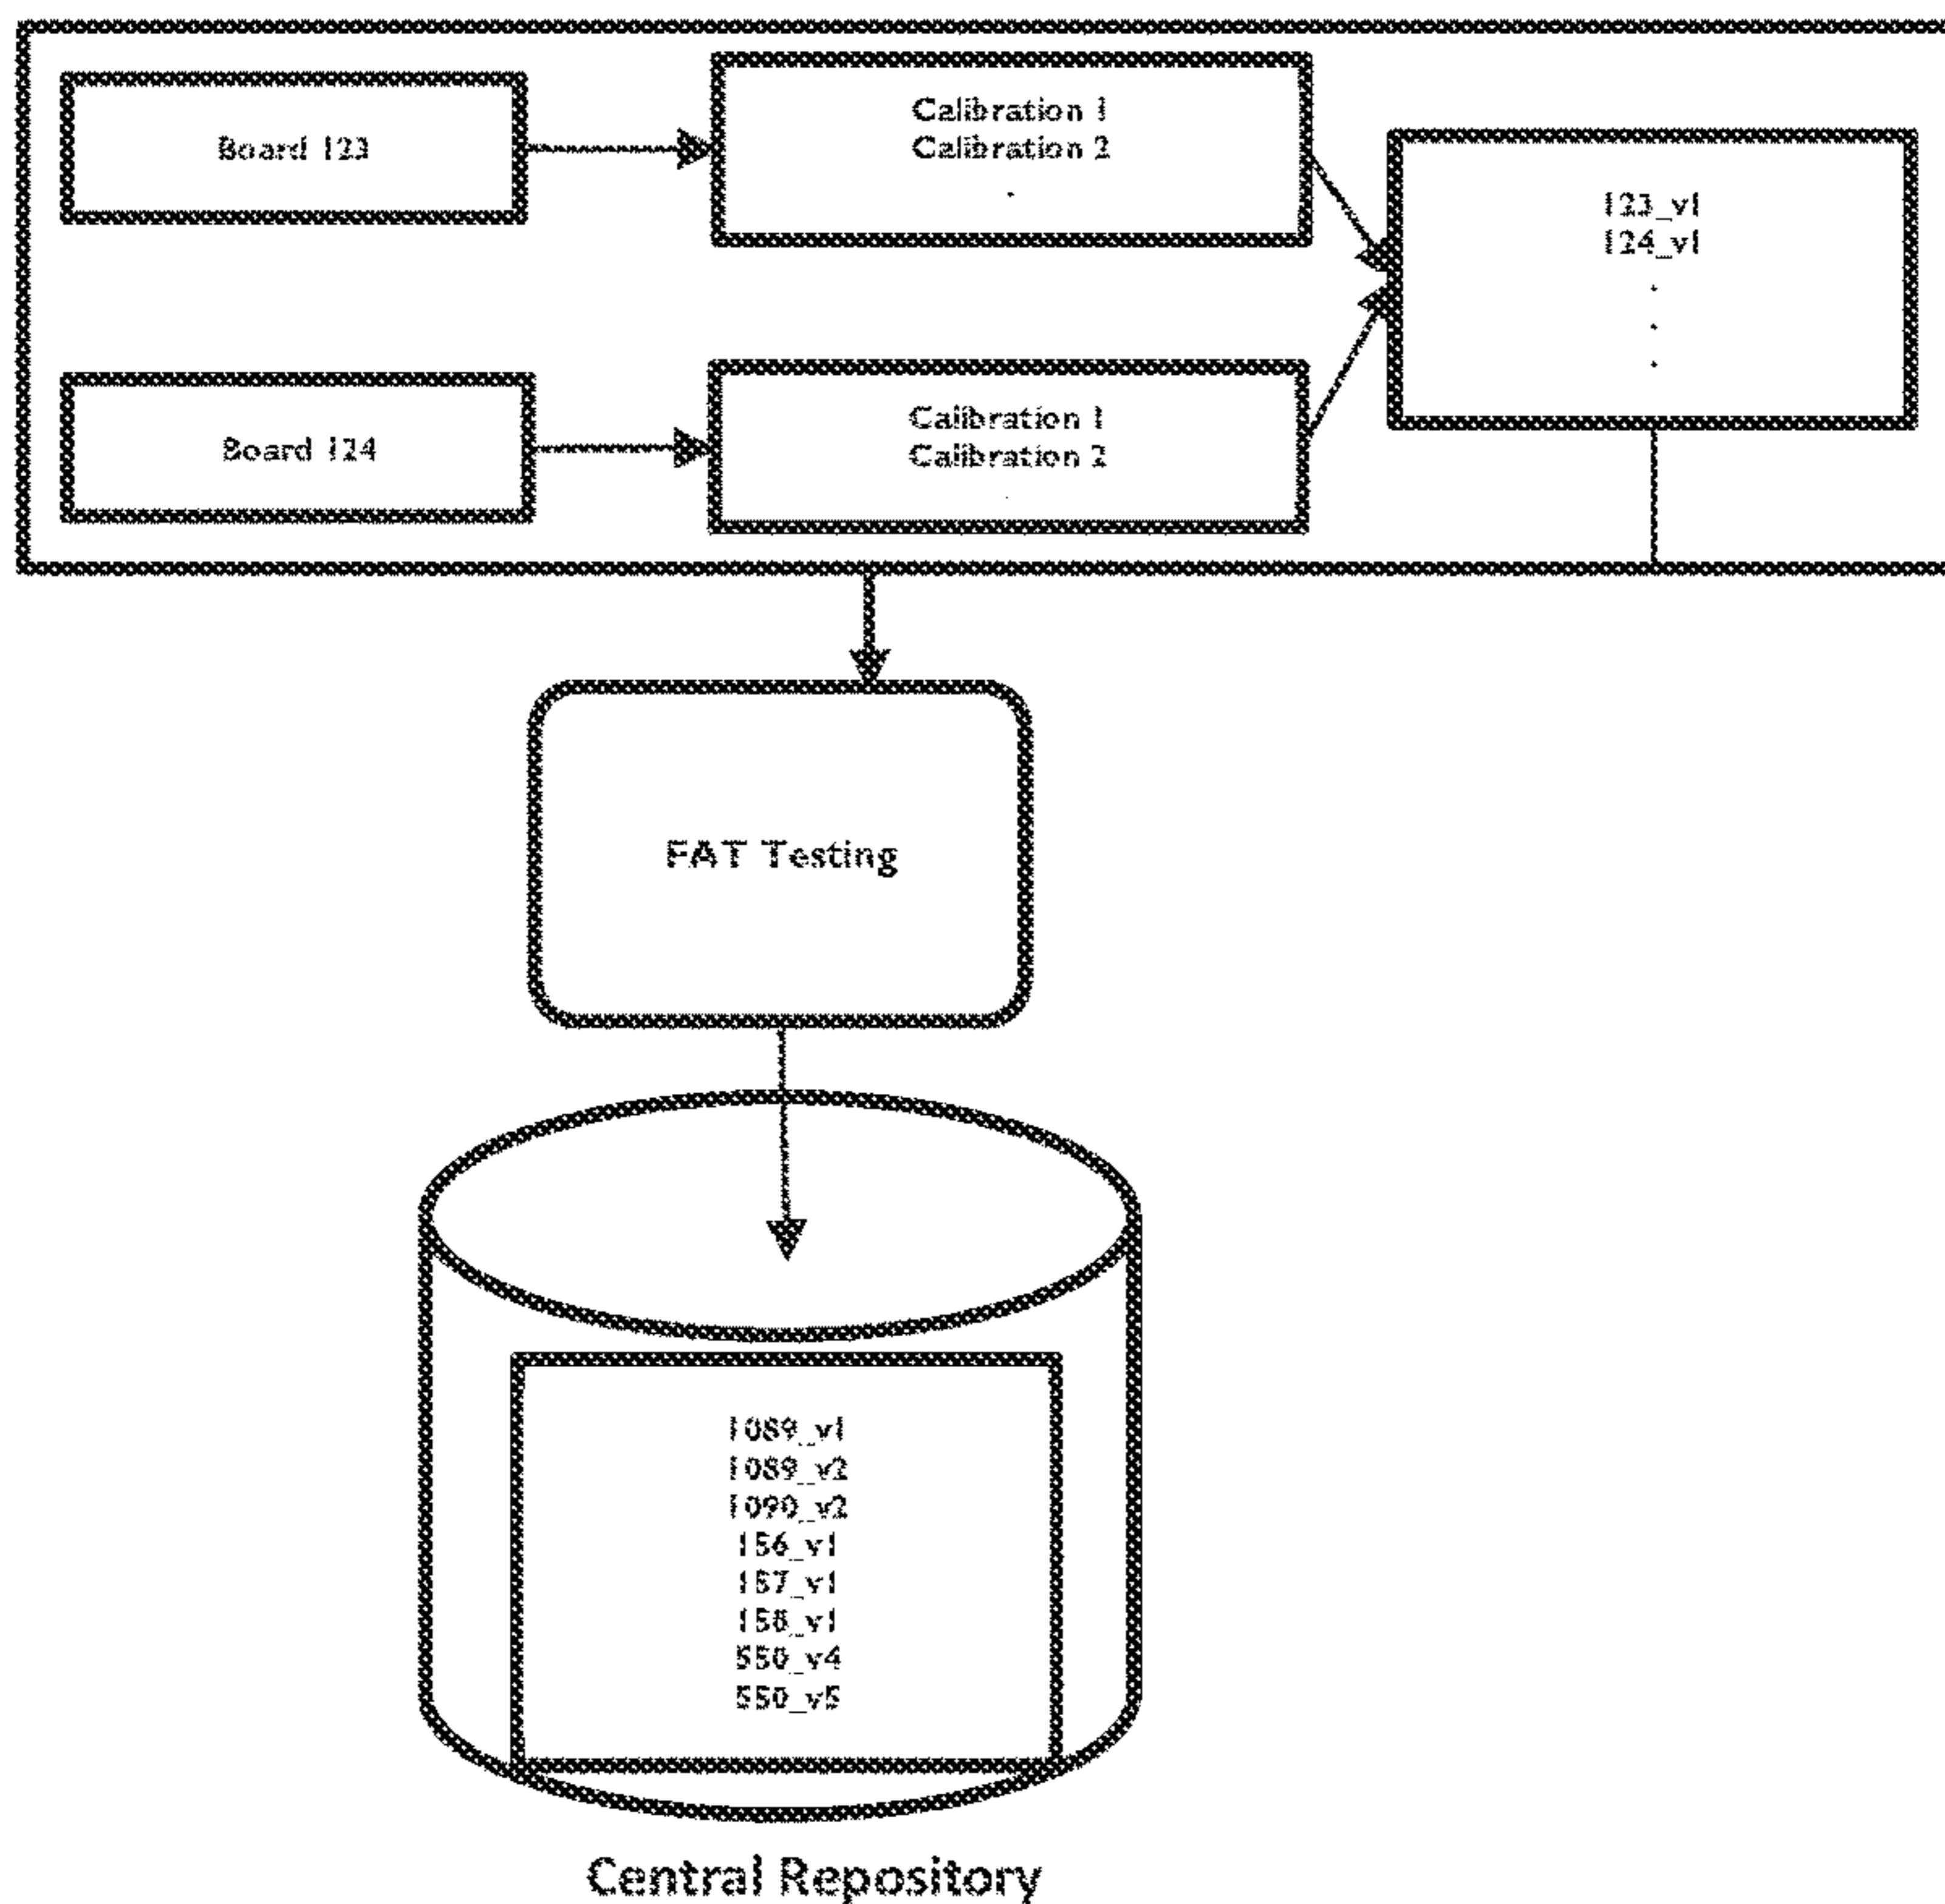 Board 123
Calibration 1
Calibration 2
.
123_v1
124_v1
.
.
.
Board 124
Calibration 1
Calibration 2
.
FAT Testing
1089_v1
1089_v2
1090_v2
156_v1
157_v1
158_v1
550_v4
550_v5
Central Repository